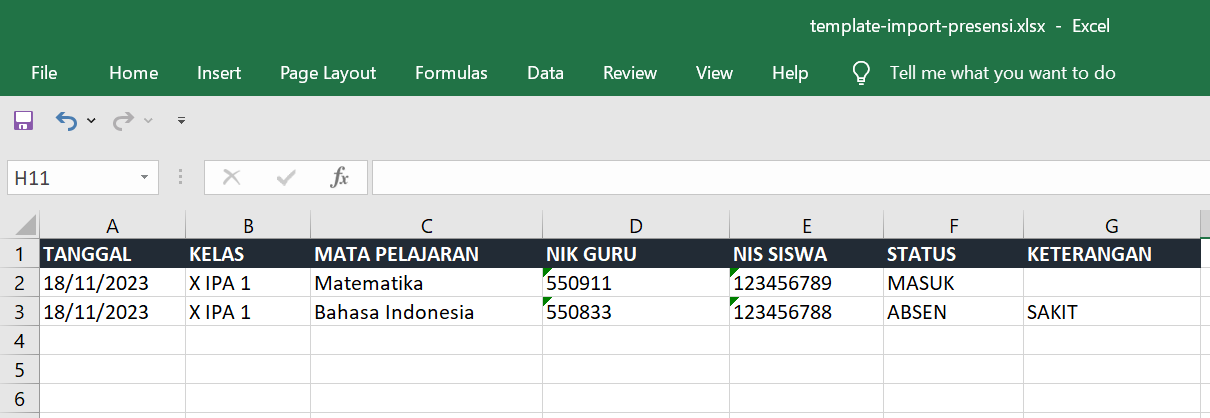 template-import-presensi.xlsx - Excel
File Home Insert Page Layout Formulas Data Review View Help Tell me what you want to do
H11 fx
A B C D E F G
1 TANGGAL KELAS MATA PELAJARAN NIK GURU NIS SISWA STATUS KETERANGAN
2 18/11/2023 X IPA 1 Matematika 550911 123456789 MASUK
3 18/11/2023 X IPA 1 Bahasa Indonesia 550833 123456788 ABSEN SAKIT
4
5
6